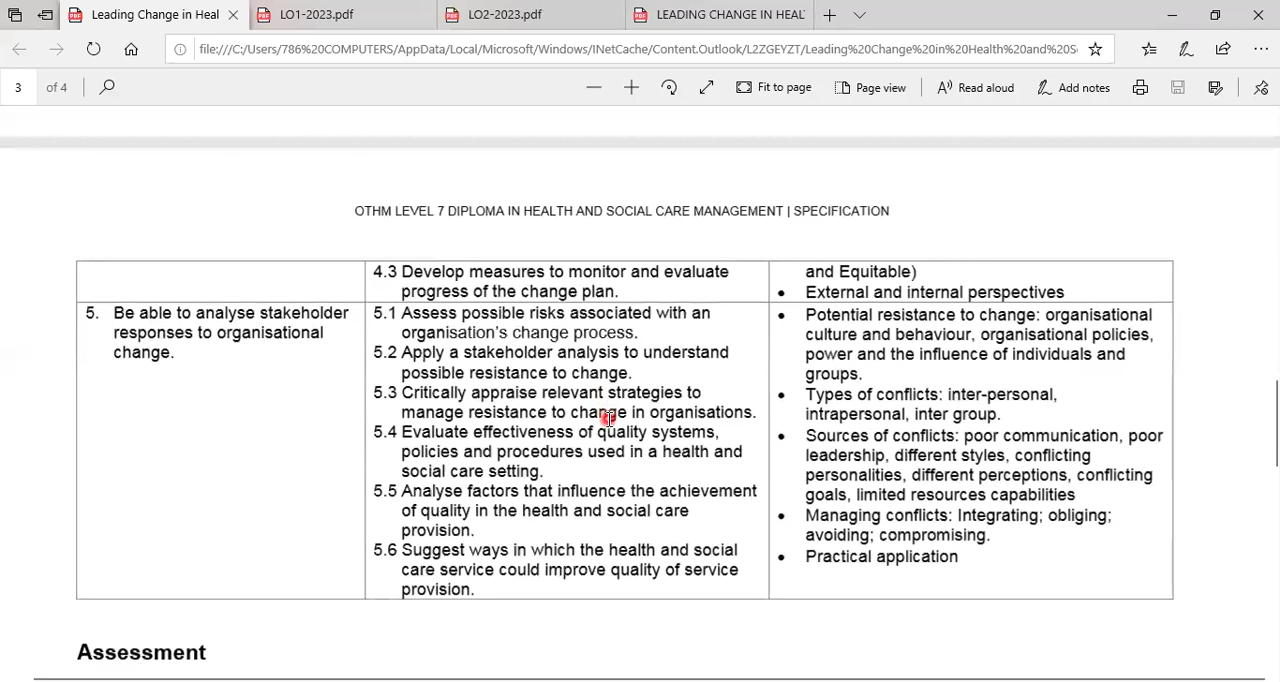 Leading Change in Heal
LO1-2023.pdf
LO2-2023.pdf
LEADING CHANGE IN HEAL
file:///C:/Users/786%20COMPUTERS/AppData/Local/Microsoft/Windows/INetCache/Content.Outlook/L2ZGEYZT/Leading%20Change%20in%20Health%20and%20S
3 of 4
Fit to page
Page view
Read aloud
Add notes
OTHM LEVEL 7 DIPLOMA IN HEALTH AND SOCIAL CARE MANAGEMENT | SPECIFICATION
4.3 Develop measures to monitor and evaluate
progress of the change plan.
and Equitable)
• External and internal perspectives
5. Be able to analyse stakeholder
responses to organisational
change.
5.1 Assess possible risks associated with an
organisation's change process.
5.2 Apply a stakeholder analysis to understand
possible resistance to change.
5.3 Critically appraise relevant strategies to
manage resistance to change in organisations.
5.4 Evaluate effectiveness of quality systems,
policies and procedures used in a health and
social care setting.
5.5 Analyse factors that influence the achievement
of quality in the health and social care
provision.
5.6 Suggest ways in which the health and social
care service could improve quality of service
provision.
• Potential resistance to change: organisational
culture and behaviour, organisational policies,
power and the influence of individuals and
groups.
• Types of conflicts: inter-personal,
intrapersonal, inter group.
• Sources of conflicts: poor communication, poor
leadership, different styles, conflicting
personalities, different perceptions, conflicting
goals, limited resources capabilities
• Managing conflicts: Integrating; obliging;
avoiding; compromising.
• Practical application
Assessment